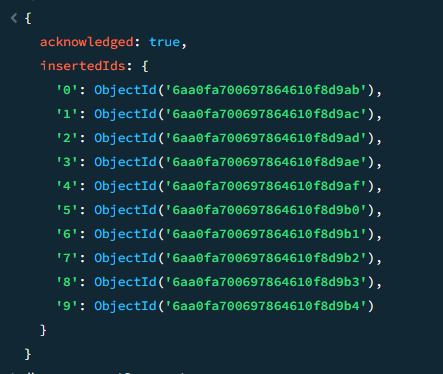 {
acknowledged: true,
insertedIds: {
'0': ObjectId('6aa0fa700697864610f8d9ab'),
'1': ObjectId('6aa0fa700697864610f8d9ac'),
'2': ObjectId('6aa0fa700697864610f8d9ad'),
'3': ObjectId('6aa0fa700697864610f8d9ae'),
'4': ObjectId('6aa0fa700697864610f8d9af'),
'5': ObjectId('6aa0fa700697864610f8d9b0'),
'6': ObjectId('6aa0fa700697864610f8d9b1'),
'7': ObjectId('6aa0fa700697864610f8d9b2'),
'8': ObjectId('6aa0fa700697864610f8d9b3'),
'9': ObjectId('6aa0fa700697864610f8d9b4')
}
}